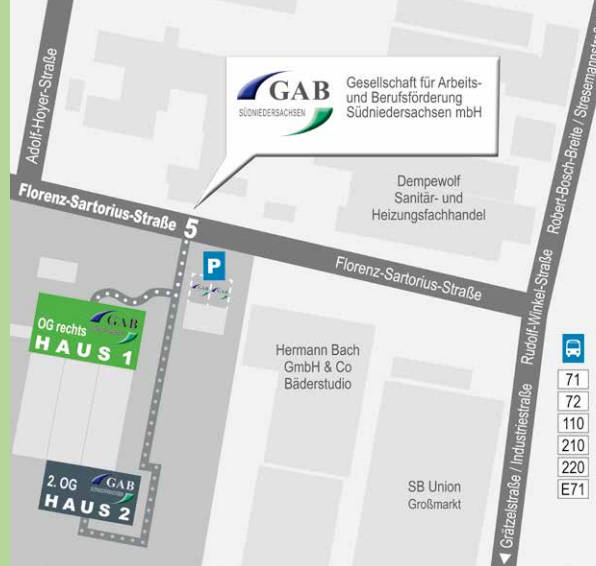 Adolf-Hoyer-Straße
GAB
SÜDNIEDERSACHSEN
Gesellschaft für Arbeits-
und Berufsförderung
Südniedersachsen mbH
Robert-Bosch-Breite / Stresemannstraße
Dempewolf
Sanitär- und
Heizungsfachhandel
Florenz-Sartorius-Straße 5
P
Florenz-Sartorius-Straße
Rudolf-Winkel-Straße
OG rechts GAB
HAUS 1
Hermann Bach
GmbH & Co
Bäderstudio
71
72
110
210
220
E71
2. OG GAB
HAUS 2
SB Union
Großmarkt
Grätzelstraße / Industriestraße